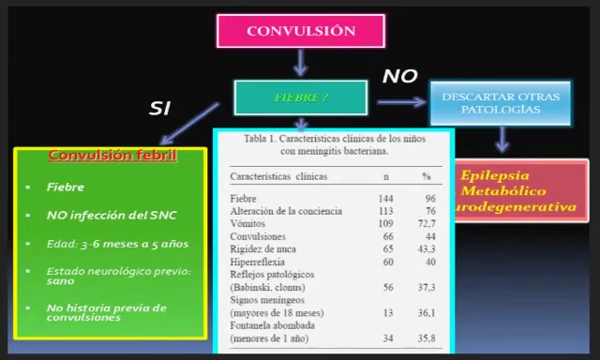 CONVULSIÓN
FIEBRE ?
NO
SI
DESCARTAR OTRAS
PATOLOGÍAS
Convulsión febril
Fiebre
NO infección del SNC
Edad: 3-6 meses a 5 años
Estado neurológico previo:
sano
No historia previa de
convulsiones
Tabla 1. Características clínicas de los niños
con meningitis bacteriana.
Características clínicas n %
Fiebre 144 96
Alteración de la conciencia 113 76
Vómitos 109 72,7
Convulsiones 66 44
Rigidez de nuca 65 43,3
Hiperreflexia 60 40
Reflejos patológicos
(Babinski, clonus) 56 37,3
Signos meníngeos
(mayores de 18 meses) 13 36,1
Fontanela abombada
(menores de 1 año) 34 35,8
Epilepsia
Metabólico
urodegenerativa